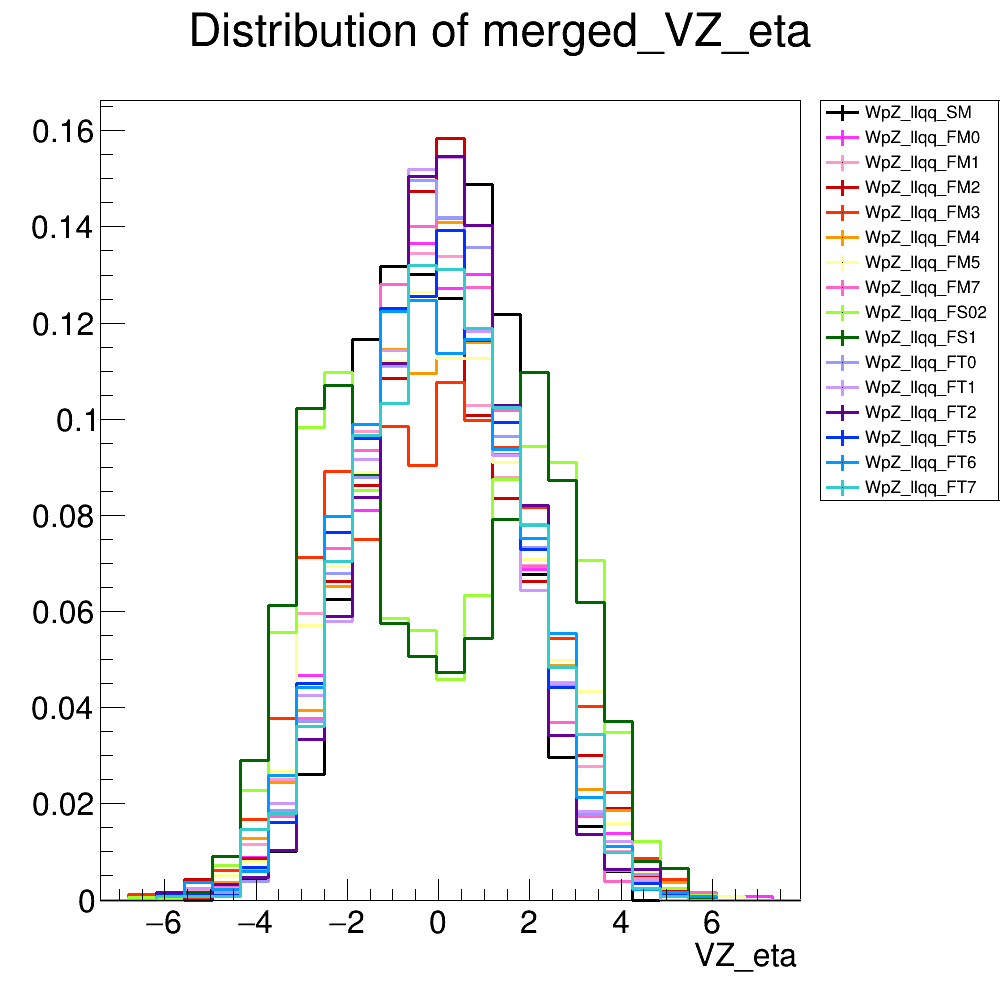 Distribution of merged_VZ_eta
0.16
0.14
0.12
0.1
0.08
0.06
0.04
0.02
0
−6 −4 −2 0 2 4 6
VZ_eta
WpZ_llqq_SM
WpZ_llqq_FM0
WpZ_llqq_FM1
WpZ_llqq_FM2
WpZ_llqq_FM3
WpZ_llqq_FM4
WpZ_llqq_FM5
WpZ_llqq_FM7
WpZ_llqq_FS02
WpZ_llqq_FS1
WpZ_llqq_FT0
WpZ_llqq_FT1
WpZ_llqq_FT2
WpZ_llqq_FT5
WpZ_llqq_FT6
WpZ_llqq_FT7